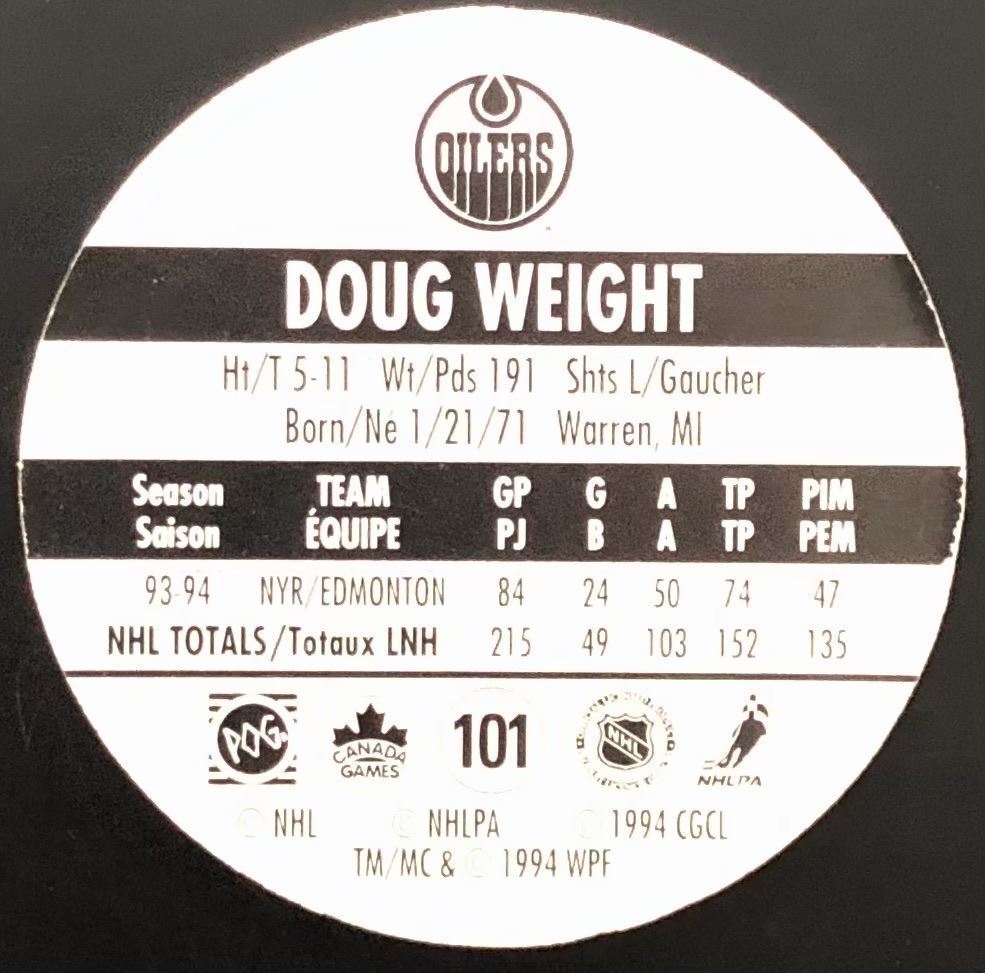 OILERS
DOUG WEIGHT
Ht/T 5-11 Wt/Pds 191 Shts L/Gaucher
Born/Né 1/21/71 Warren, MI
Season TEAM GP G A TP PIM
Saison ÉQUIPE PJ B A TP PEM
93-94 NYR/EDMONTON 84 24 50 74 47
NHL TOTALS/Totaux LNH 215 49 103 152 135
POG. CANADA GAMES 101 NHL NHLPA
© NHL © NHLPA © 1994 CGCL
TM/MC & © 1994 WPF